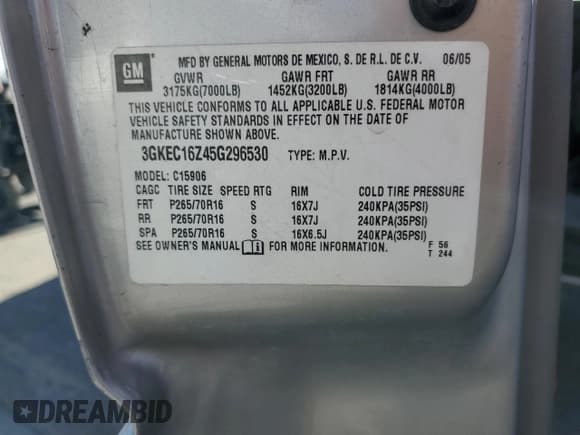 GM
MFD BY GENERAL MOTORS DE MEXICO, S. DE R.L. DE C.V. 06/05
GVWR GAWR FRT GAWR RR
3175KG(7000LB) 1452KG(3200LB) 1814KG(4000LB)
THIS VEHICLE CONFORMS TO ALL APPLICABLE U.S. FEDERAL MOTOR
VEHICLE SAFETY STANDARDS IN EFFECT ON THE DATE OF
MANUFACTURE SHOWN ABOVE.
3GKEC16Z45G296530 TYPE: M.P.V.
MODEL: C15906
CAGC TIRE SIZE SPEED RTG RIM COLD TIRE PRESSURE
FRT P265/70R16 S 16X7J 240KPA(35PSI)
RR P265/70R16 S 16X7J 240KPA(35PSI)
SPA P265/70R16 S 16X6.5J 240KPA(35PSI)
SEE OWNER'S MANUAL FOR MORE INFORMATION. F 56
T 244
DREAMBID